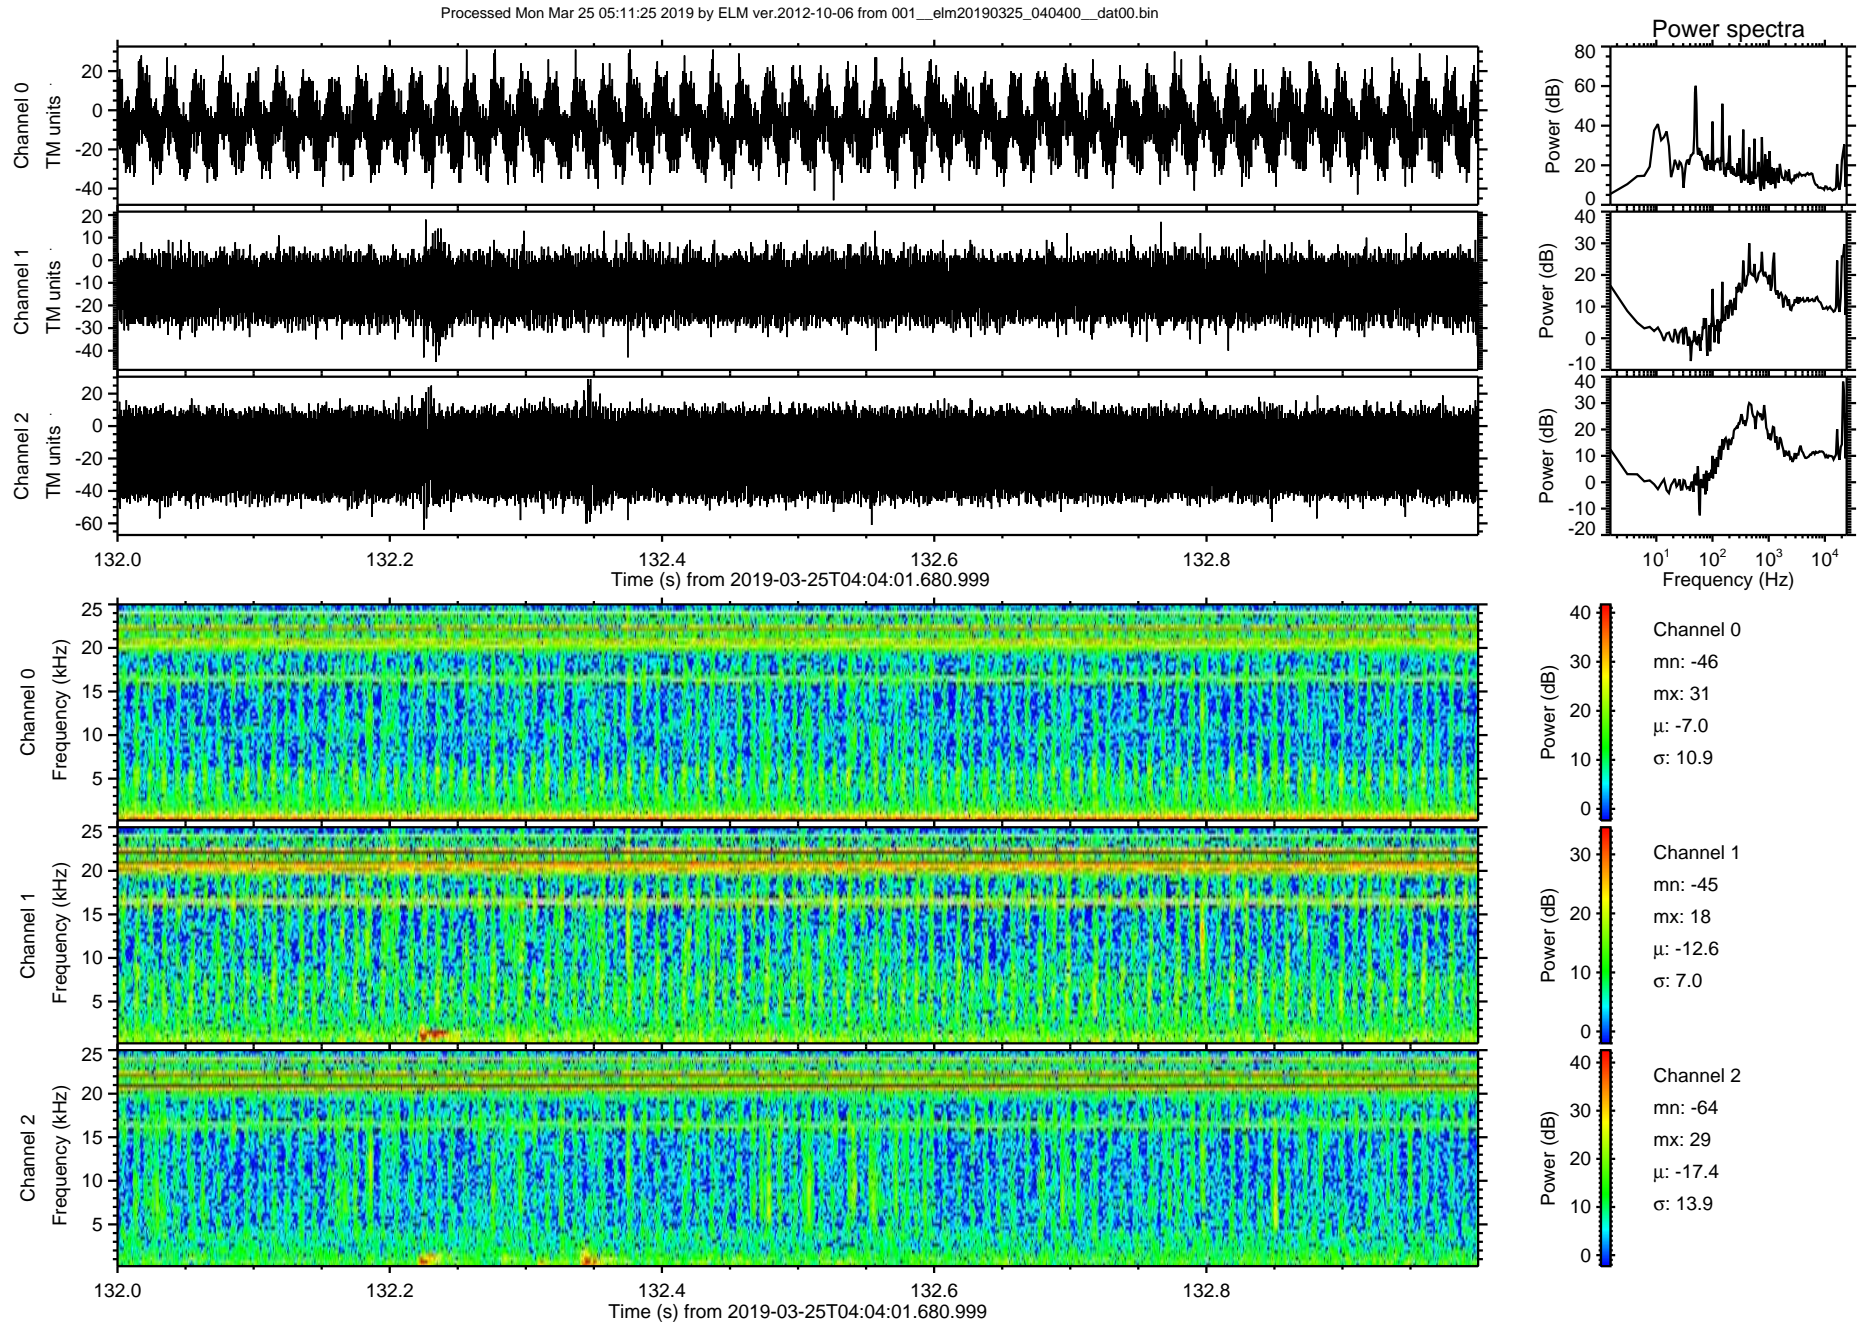 Processed Mon Mar 25 05:11:25 2019 by ELM ver.2012-10-06 from 001__elm20190325_040400__dat00.bin
Power spectra
Channel 0
TM units
20
0
-20
-40
Power (dB)
80
60
40
20
0
Channel 1
TM units
20
10
0
-10
-20
-30
-40
Power (dB)
40
30
20
10
0
-10
Channel 2
TM units
20
0
-20
-40
-60
Power (dB)
40
30
20
10
0
-10
-20
132.0 132.2 132.4 132.6 132.8
Time (s) from 2019-03-25T04:04:01.680.999
10^1 10^2 10^3 10^4
Frequency (Hz)
Channel 0
Frequency (kHz)
25
20
15
10
5
Power (dB)
40
30
20
10
0
Channel 0
mn: -46
mx: 31
μ: -7.0
σ: 10.9
Channel 1
Frequency (kHz)
25
20
15
10
5
Power (dB)
30
20
10
0
Channel 1
mn: -45
mx: 18
μ: -12.6
σ: 7.0
Channel 2
Frequency (kHz)
25
20
15
10
5
Power (dB)
40
30
20
10
0
Channel 2
mn: -64
mx: 29
μ: -17.4
σ: 13.9
132.0 132.2 132.4 132.6 132.8
Time (s) from 2019-03-25T04:04:01.680.999